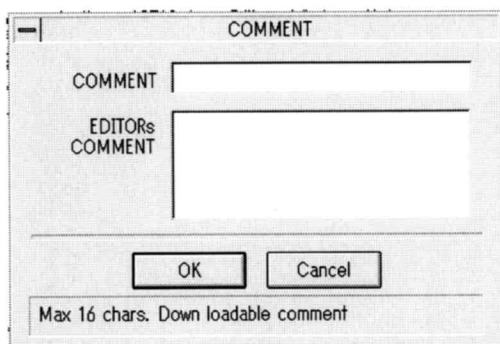 COMMENT
COMMENT
EDITORs
COMMENT
OK
Cancel
Max 16 chars. Down loadable comment